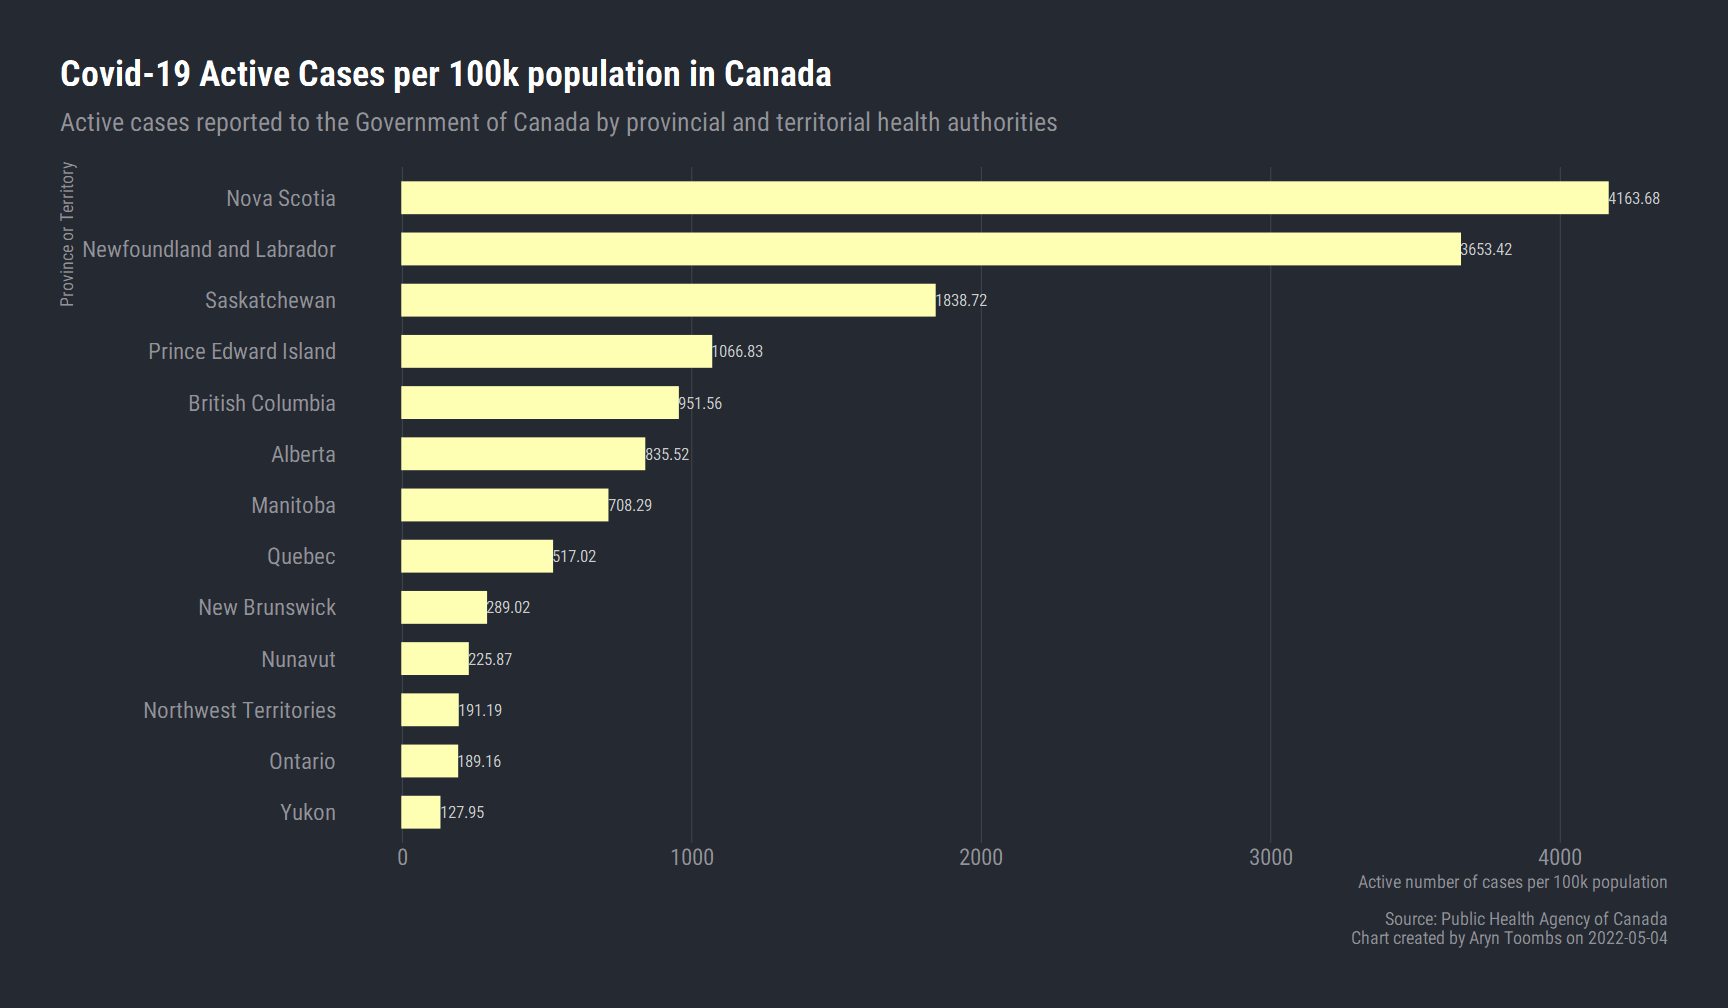 Covid-19 Active Cases per 100k population in Canada
Active cases reported to the Government of Canada by provincial and territorial health authorities
Province or Territory
Nova Scotia 4163.68
Newfoundland and Labrador 3653.42
Saskatchewan 1838.72
Prince Edward Island 1066.83
British Columbia 951.56
Alberta 835.52
Manitoba 708.29
Quebec 517.02
New Brunswick 289.02
Nunavut 225.87
Northwest Territories 191.19
Ontario 189.16
Yukon 127.95
0 1000 2000 3000 4000
Active number of cases per 100k population
Source: Public Health Agency of Canada
Chart created by Aryn Toombs on 2022-05-04